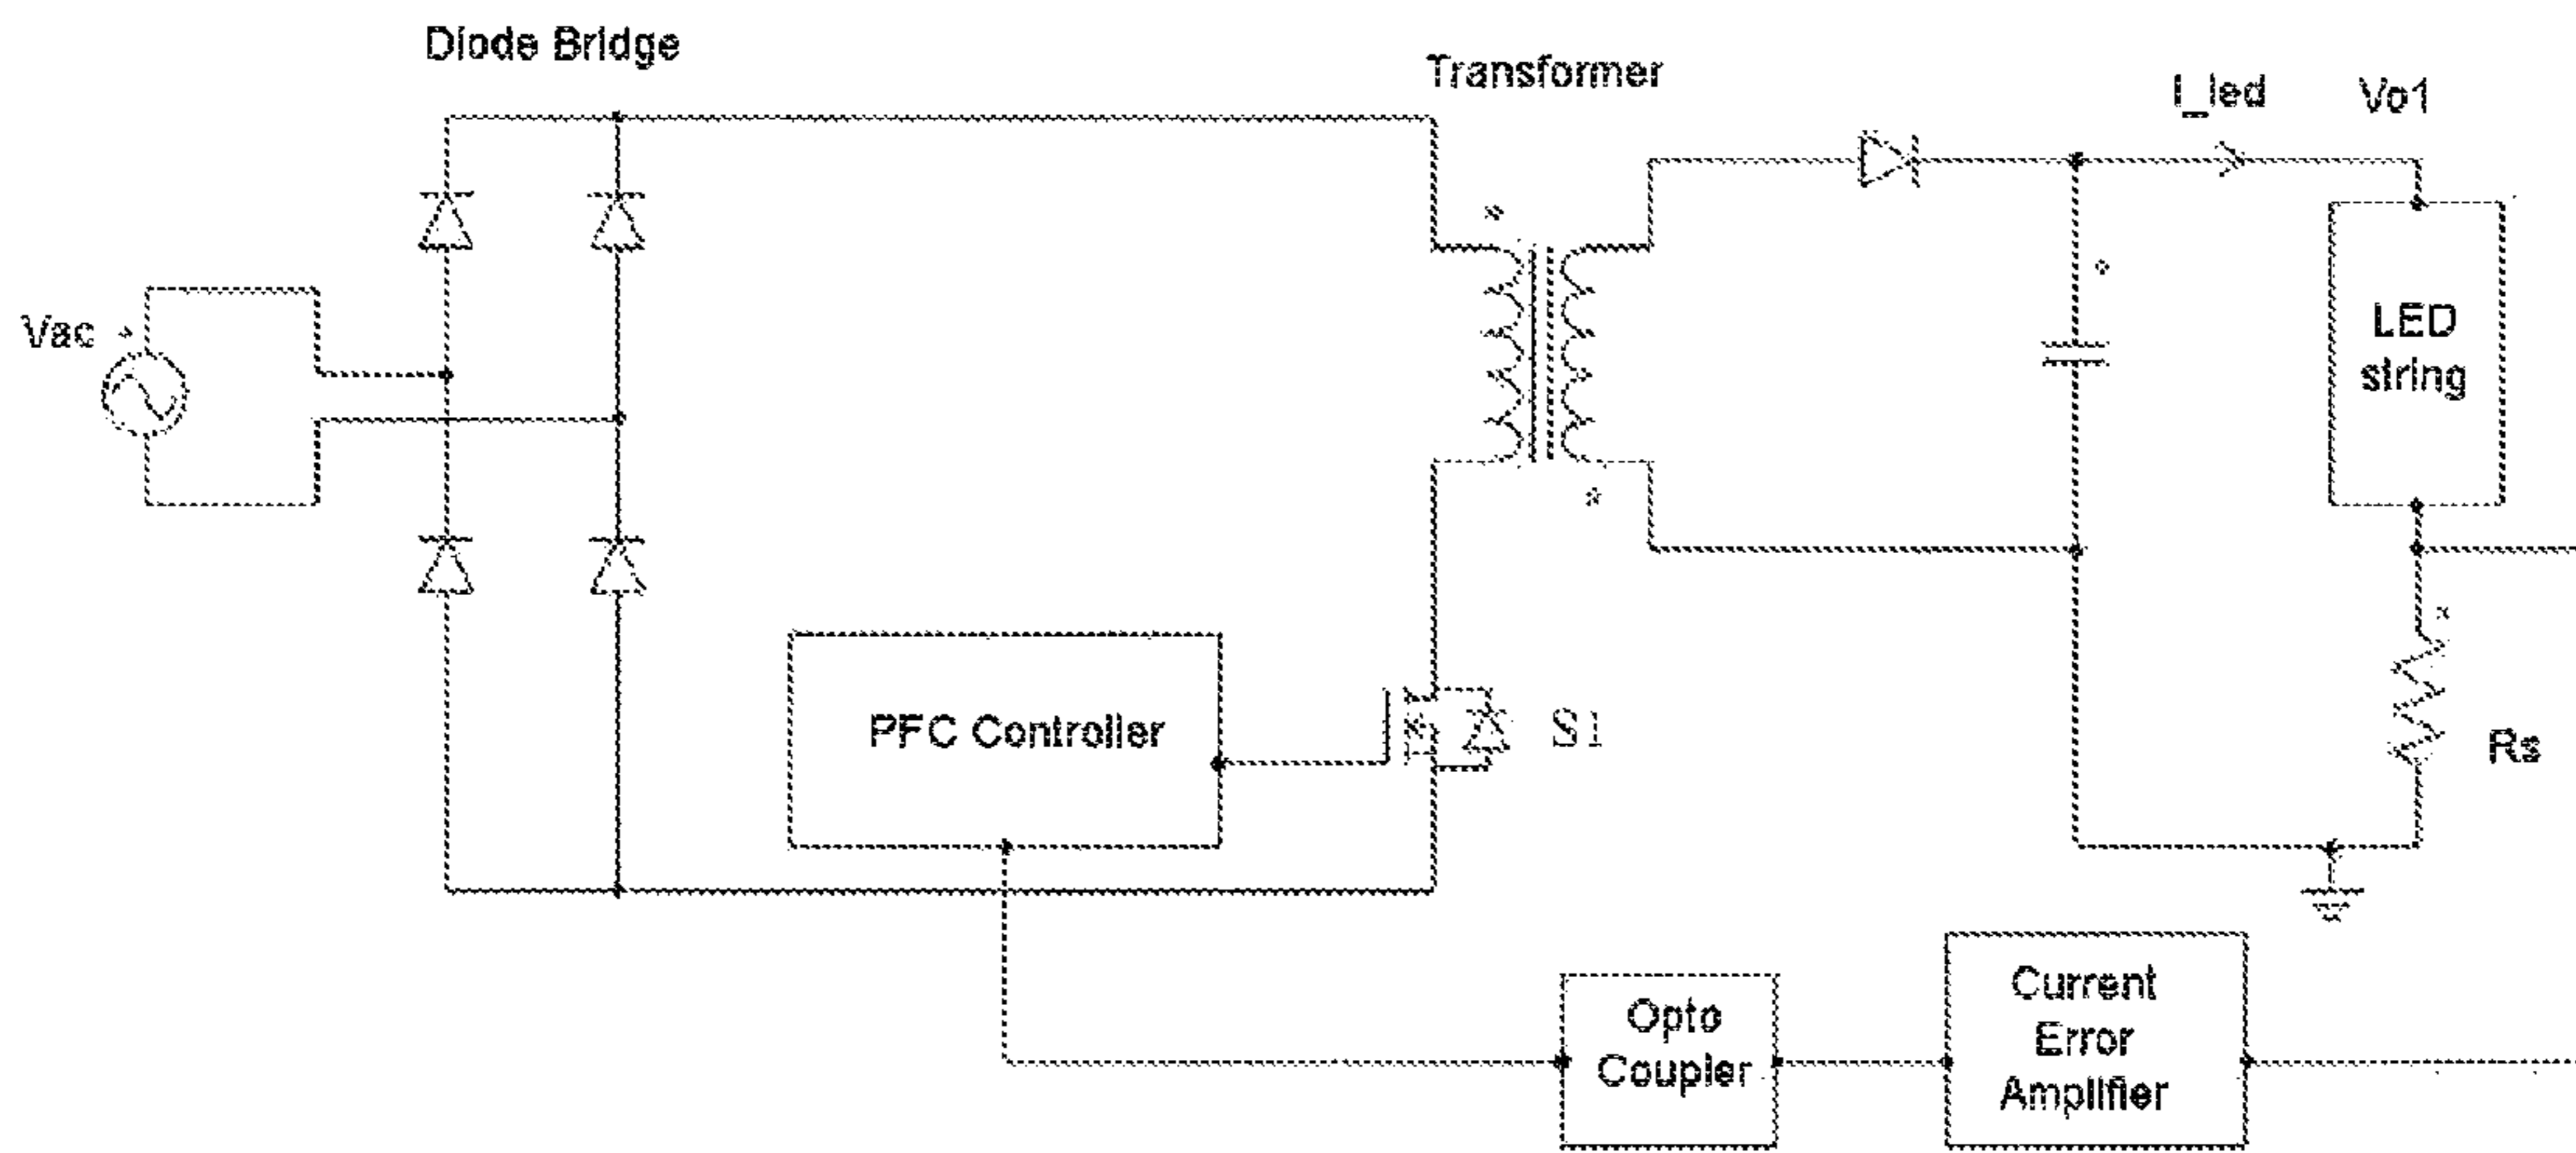 Diode Bridge
Transformer
I_led
Vo1
Vac
LED
string
PFC Controller
S1
Rs
Opto
Coupler
Current
Error
Amplifier